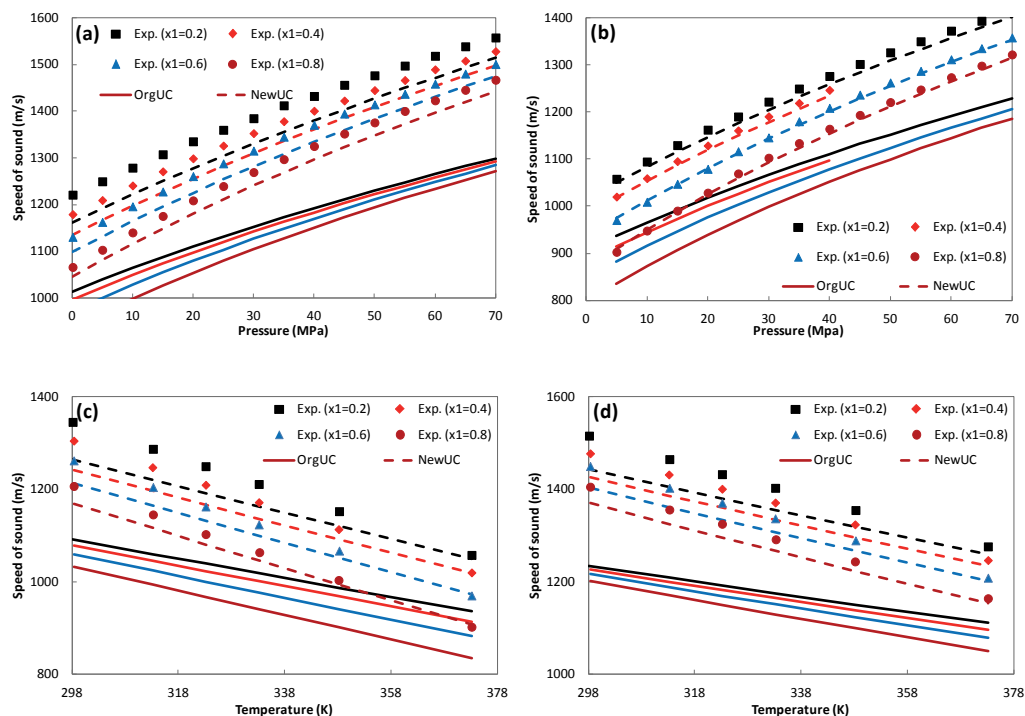 1600
1500
1400
1300
1200
1100
1000
Speed of sound (m/s)
(a)
Exp. (x1=0.2)
Exp. (x1=0.4)
Exp. (x1=0.6)
Exp. (x1=0.8)
OrgUC
NewUC
0 10 20 30 40 50 60 70
Pressure (MPa)
1400
1300
1200
1100
1000
900
800
Speed of sound (m/s)
(b)
Exp. (x1=0.2)
Exp. (x1=0.4)
Exp. (x1=0.6)
Exp. (x1=0.8)
OrgUC
NewUC
0 10 20 30 40 50 60 70
Pressure (Mpa)
1400
1200
1000
800
Speed of sound (m/s)
(c)
Exp. (x1=0.2)
Exp. (x1=0.4)
Exp. (x1=0.6)
Exp. (x1=0.8)
OrgUC
NewUC
298 318 338 358 378
Temperature (K)
1600
1400
1200
1000
Speed of sound (m/s)
(d)
Exp. (x1=0.2)
Exp. (x1=0.4)
Exp. (x1=0.6)
Exp. (x1=0.8)
OrgUC
NewUC
298 318 338 358 378
Temperature (K)